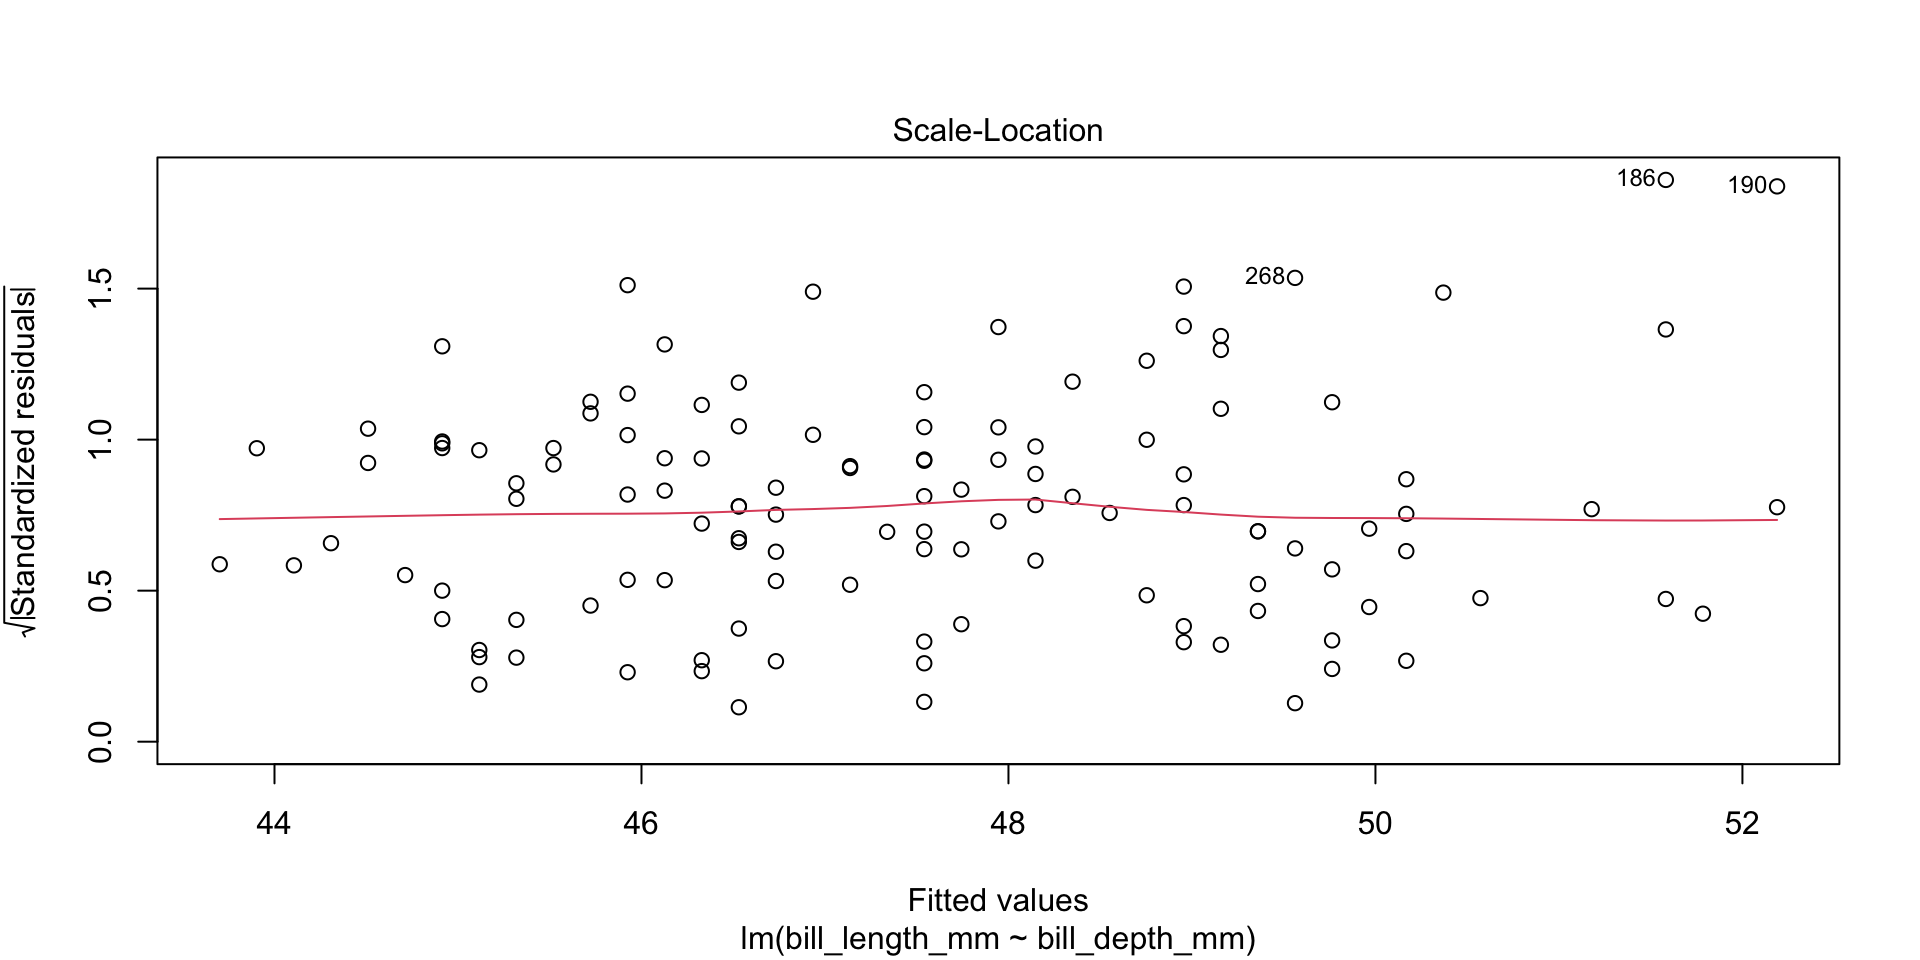 Scale-Location
186
190
268
√|Standardized residuals|
1.5
1.0
0.5
0.0
44 46 48 50 52
Fitted values
lm(bill_length_mm ~ bill_depth_mm)